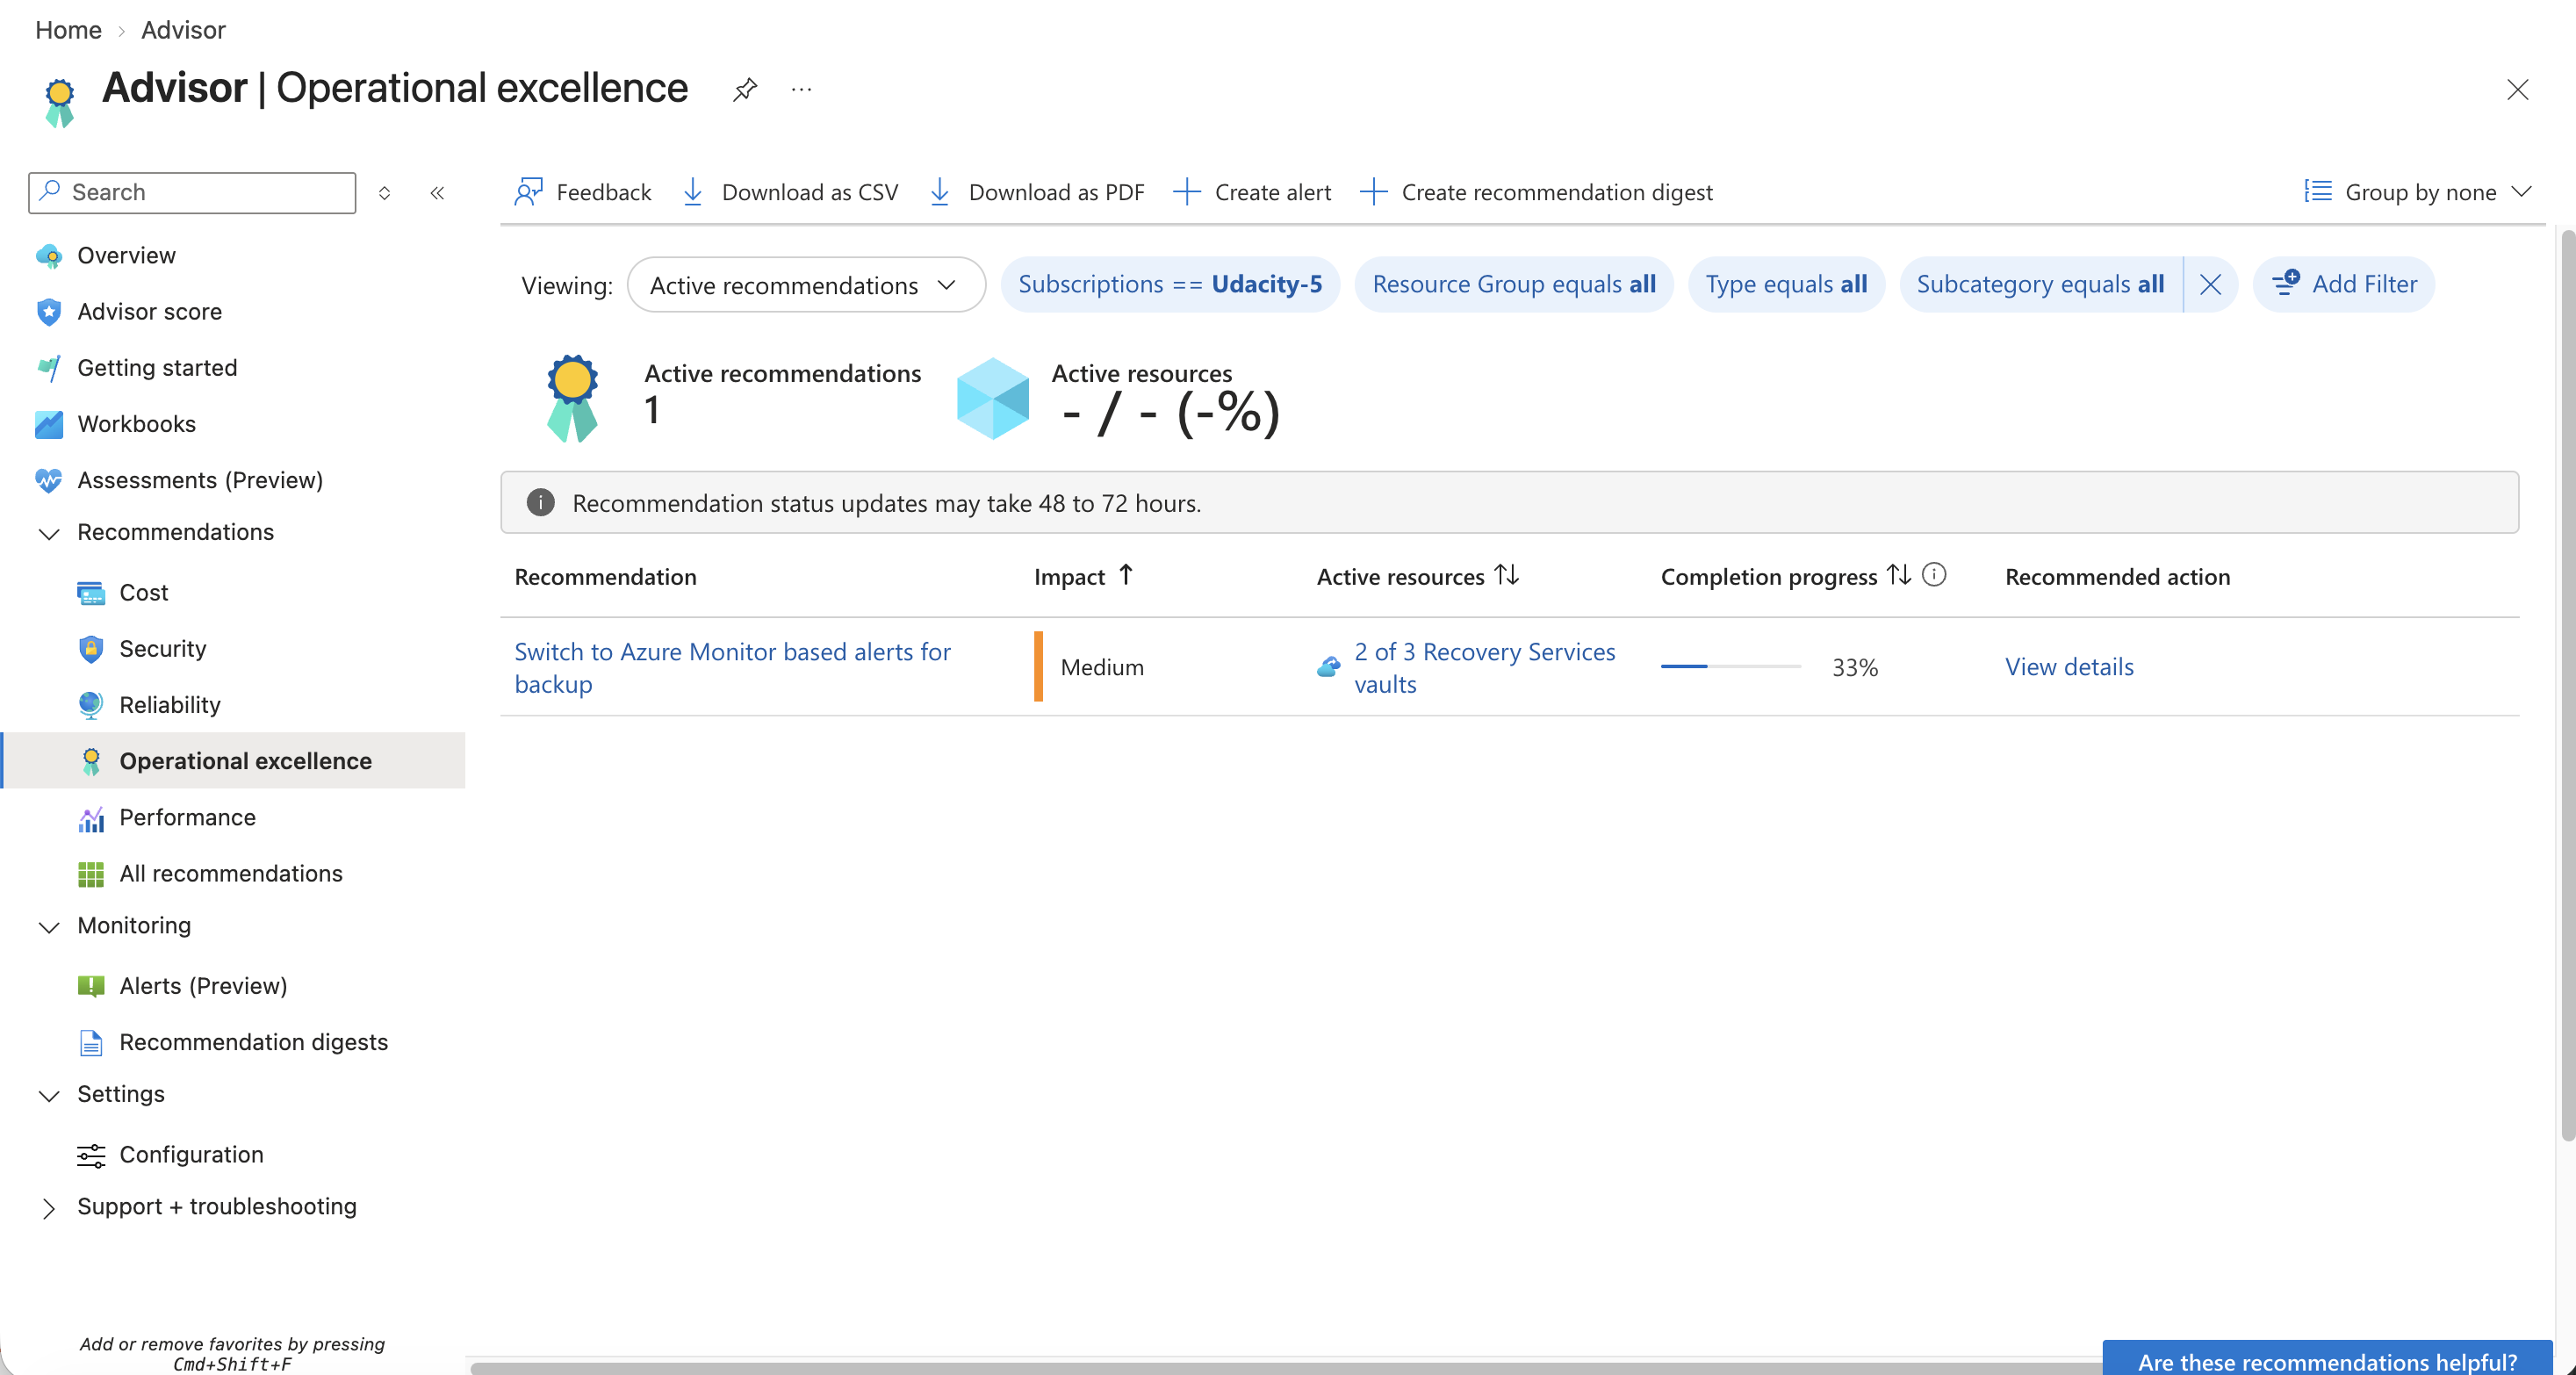 Home > Advisor
Advisor | Operational excellence
Search
Overview
Advisor score
Getting started
Workbooks
Assessments (Preview)
Recommendations
Cost
Security
Reliability
Operational excellence
Performance
All recommendations
Monitoring
Alerts (Preview)
Recommendation digests
Settings
Configuration
Support + troubleshooting
Add or remove favorites by pressing
Cmd+Shift+F
Feedback Download as CSV Download as PDF Create alert Create recommendation digest Group by none
Viewing: Active recommendations Subscriptions == Udacity-5 Resource Group equals all Type equals all Subcategory equals all Add Filter
Active recommendations
1
Active resources
- / - (-%)
Recommendation status updates may take 48 to 72 hours.
Recommendation Impact Active resources Completion progress Recommended action
Switch to Azure Monitor based alerts for
backup
Medium
2 of 3 Recovery Services
vaults
33%
View details
Are these recommendations helpful?